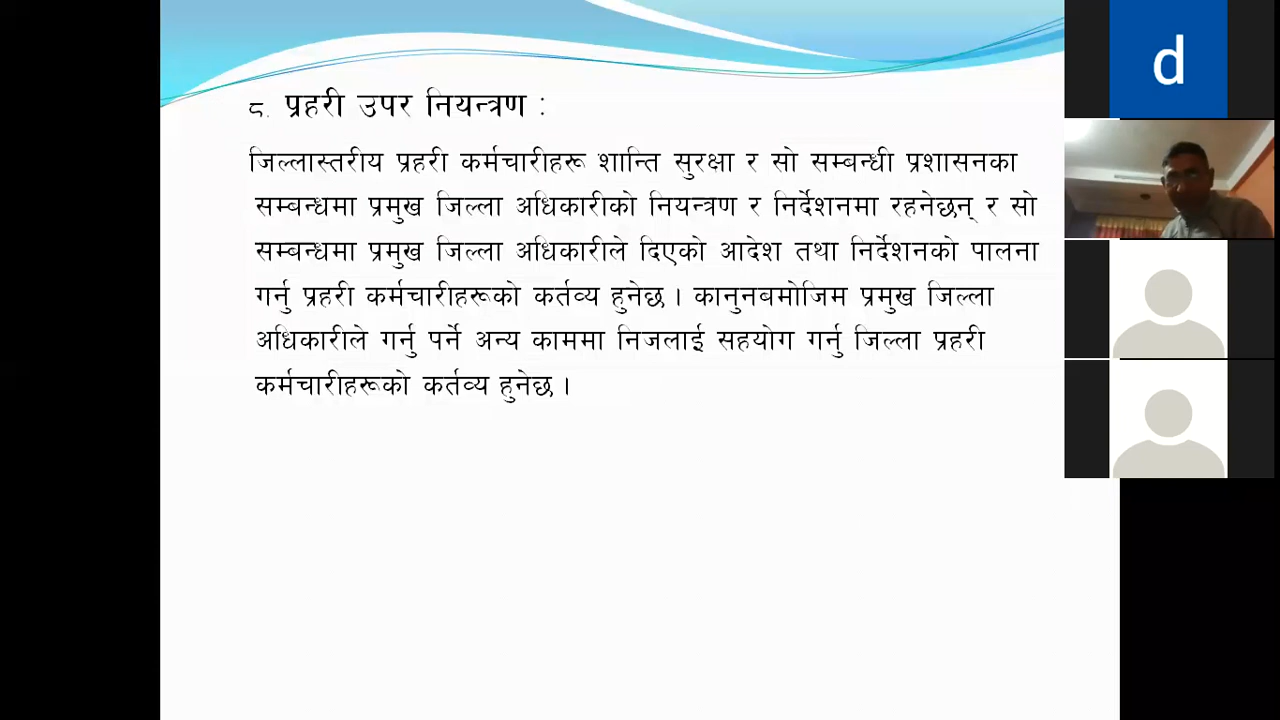 ८. प्रहरी उपर नियन्त्रण :
जिल्लास्तरीय प्रहरी कर्मचारीहरू शान्ति सुरक्षा र सो सम्बन्धी प्रशासनका
सम्बन्धमा प्रमुख जिल्ला अधिकारीको नियन्त्रण र निर्देशनमा रहनेछन् र सो
सम्बन्धमा प्रमुख जिल्ला अधिकारीले दिएको आदेश तथा निर्देशनको पालना
गर्नु प्रहरी कर्मचारीहरूको कर्तव्य हुनेछ । कानुनबमोजिम प्रमुख जिल्ला
अधिकारीले गर्नु पर्ने अन्य काममा निजलाई सहयोग गर्नु जिल्ला प्रहरी
कर्मचारीहरूको कर्तव्य हुनेछ ।
d